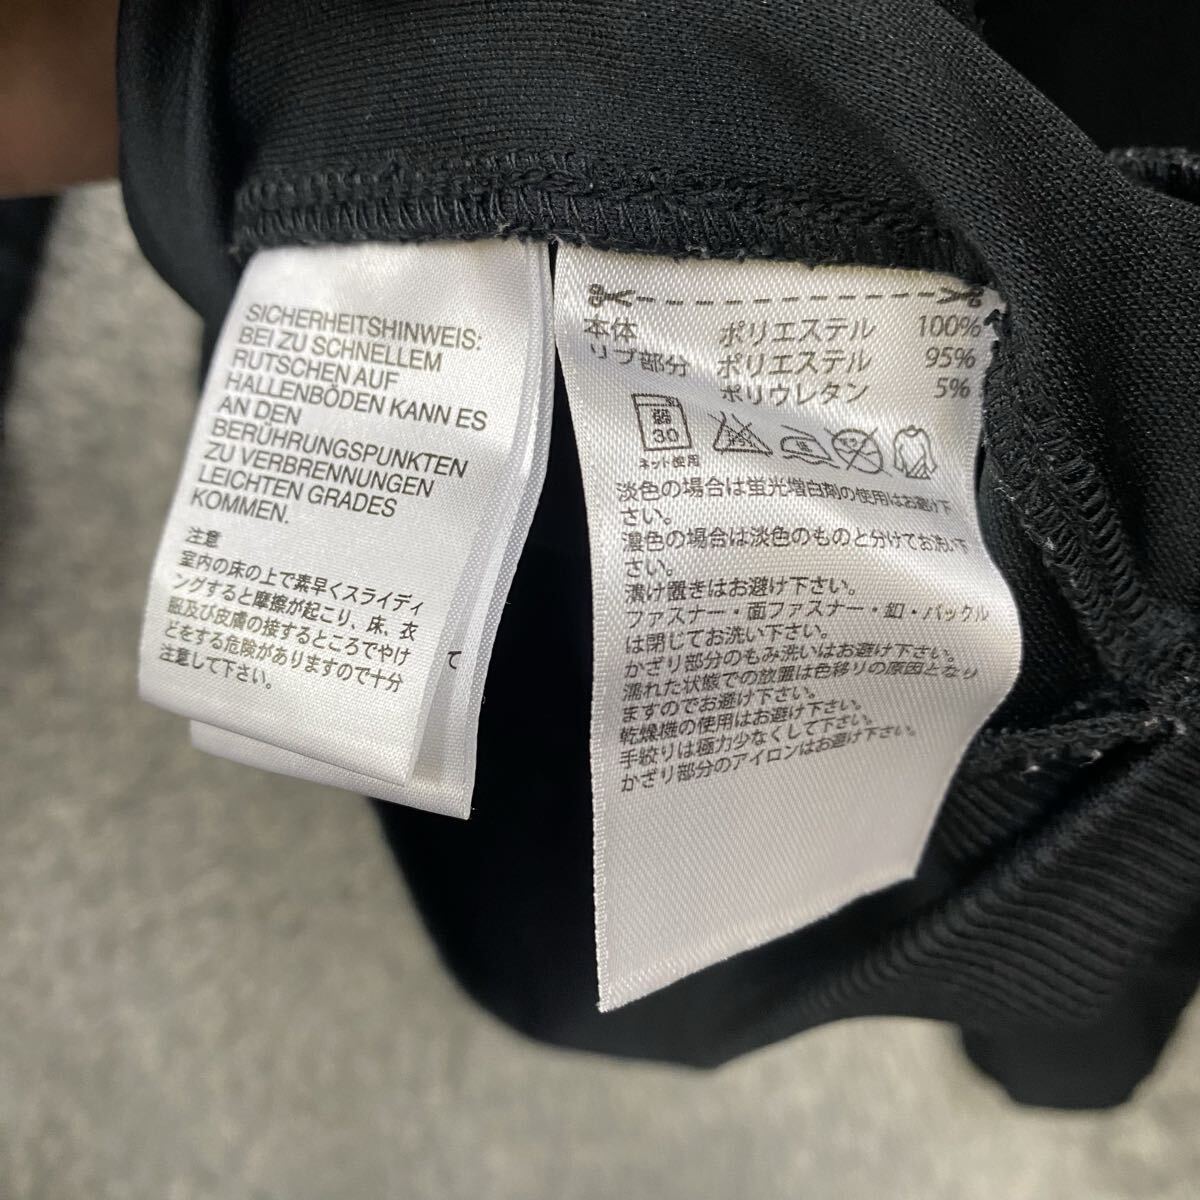 SICHERHEITSHINWEIS:
BEI ZU SCHNELLEM
RUTSCHEN AUF
HALLENBÖDEN KANN ES
AN DEN
BERÜHRUNGSPUNKTEN
ZU VERBRENNUNGEN
LEICHTEN GRADES
KOMMEN.
注意
室内の床の上で素早くスライディ
ングすると摩擦が起こり、床、衣
服及び皮膚の接するところでやけ
どをする危険がありますので十分
注意して下さい。
て
本体 ポリエステル 100%
リブ部分 ポリエステル 95%
ポリウレタン 5%
弱
30
ネット使用
淡色の場合は蛍光増白剤の使用はお避け下
さい。
濃色の場合は淡色のものと分けてお洗い下
さい。
漬け置きはお避け下さい。
ファスナー・面ファスナー・釦・バックル
は閉じてお洗い下さい。
かざり部分のもみ洗いはお避け下さい。
濡れた状態での放置は色移りの原因となり
ますのでお避け下さい。
乾燥機の使用はお避け下さい。
手絞りは極力少なくして下さい。
かざり部分のアイロンはお避け下さい。